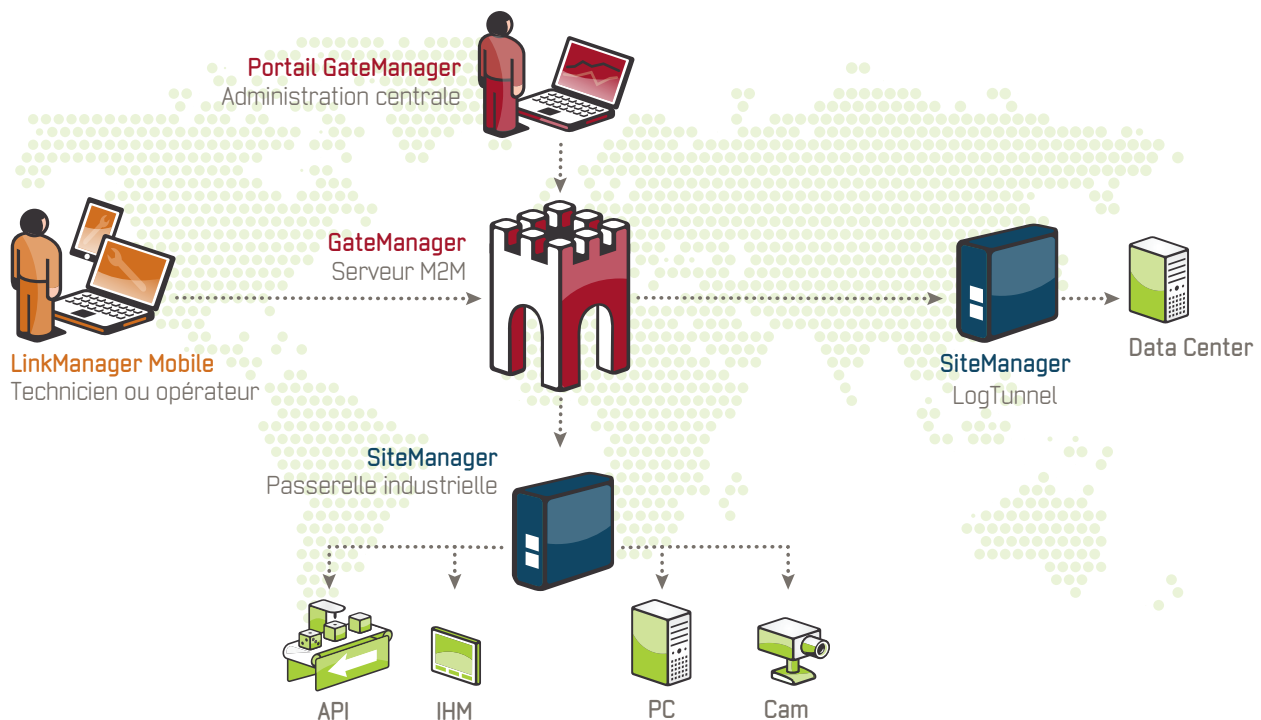 Portail GateManager
Administration centrale
GateManager
Serveur M2M
LinkManager Mobile
Technicien ou opérateur
SiteManager
LogTunnel
Data Center
SiteManager
Passerelle industrielle
API
IHM
PC
Cam